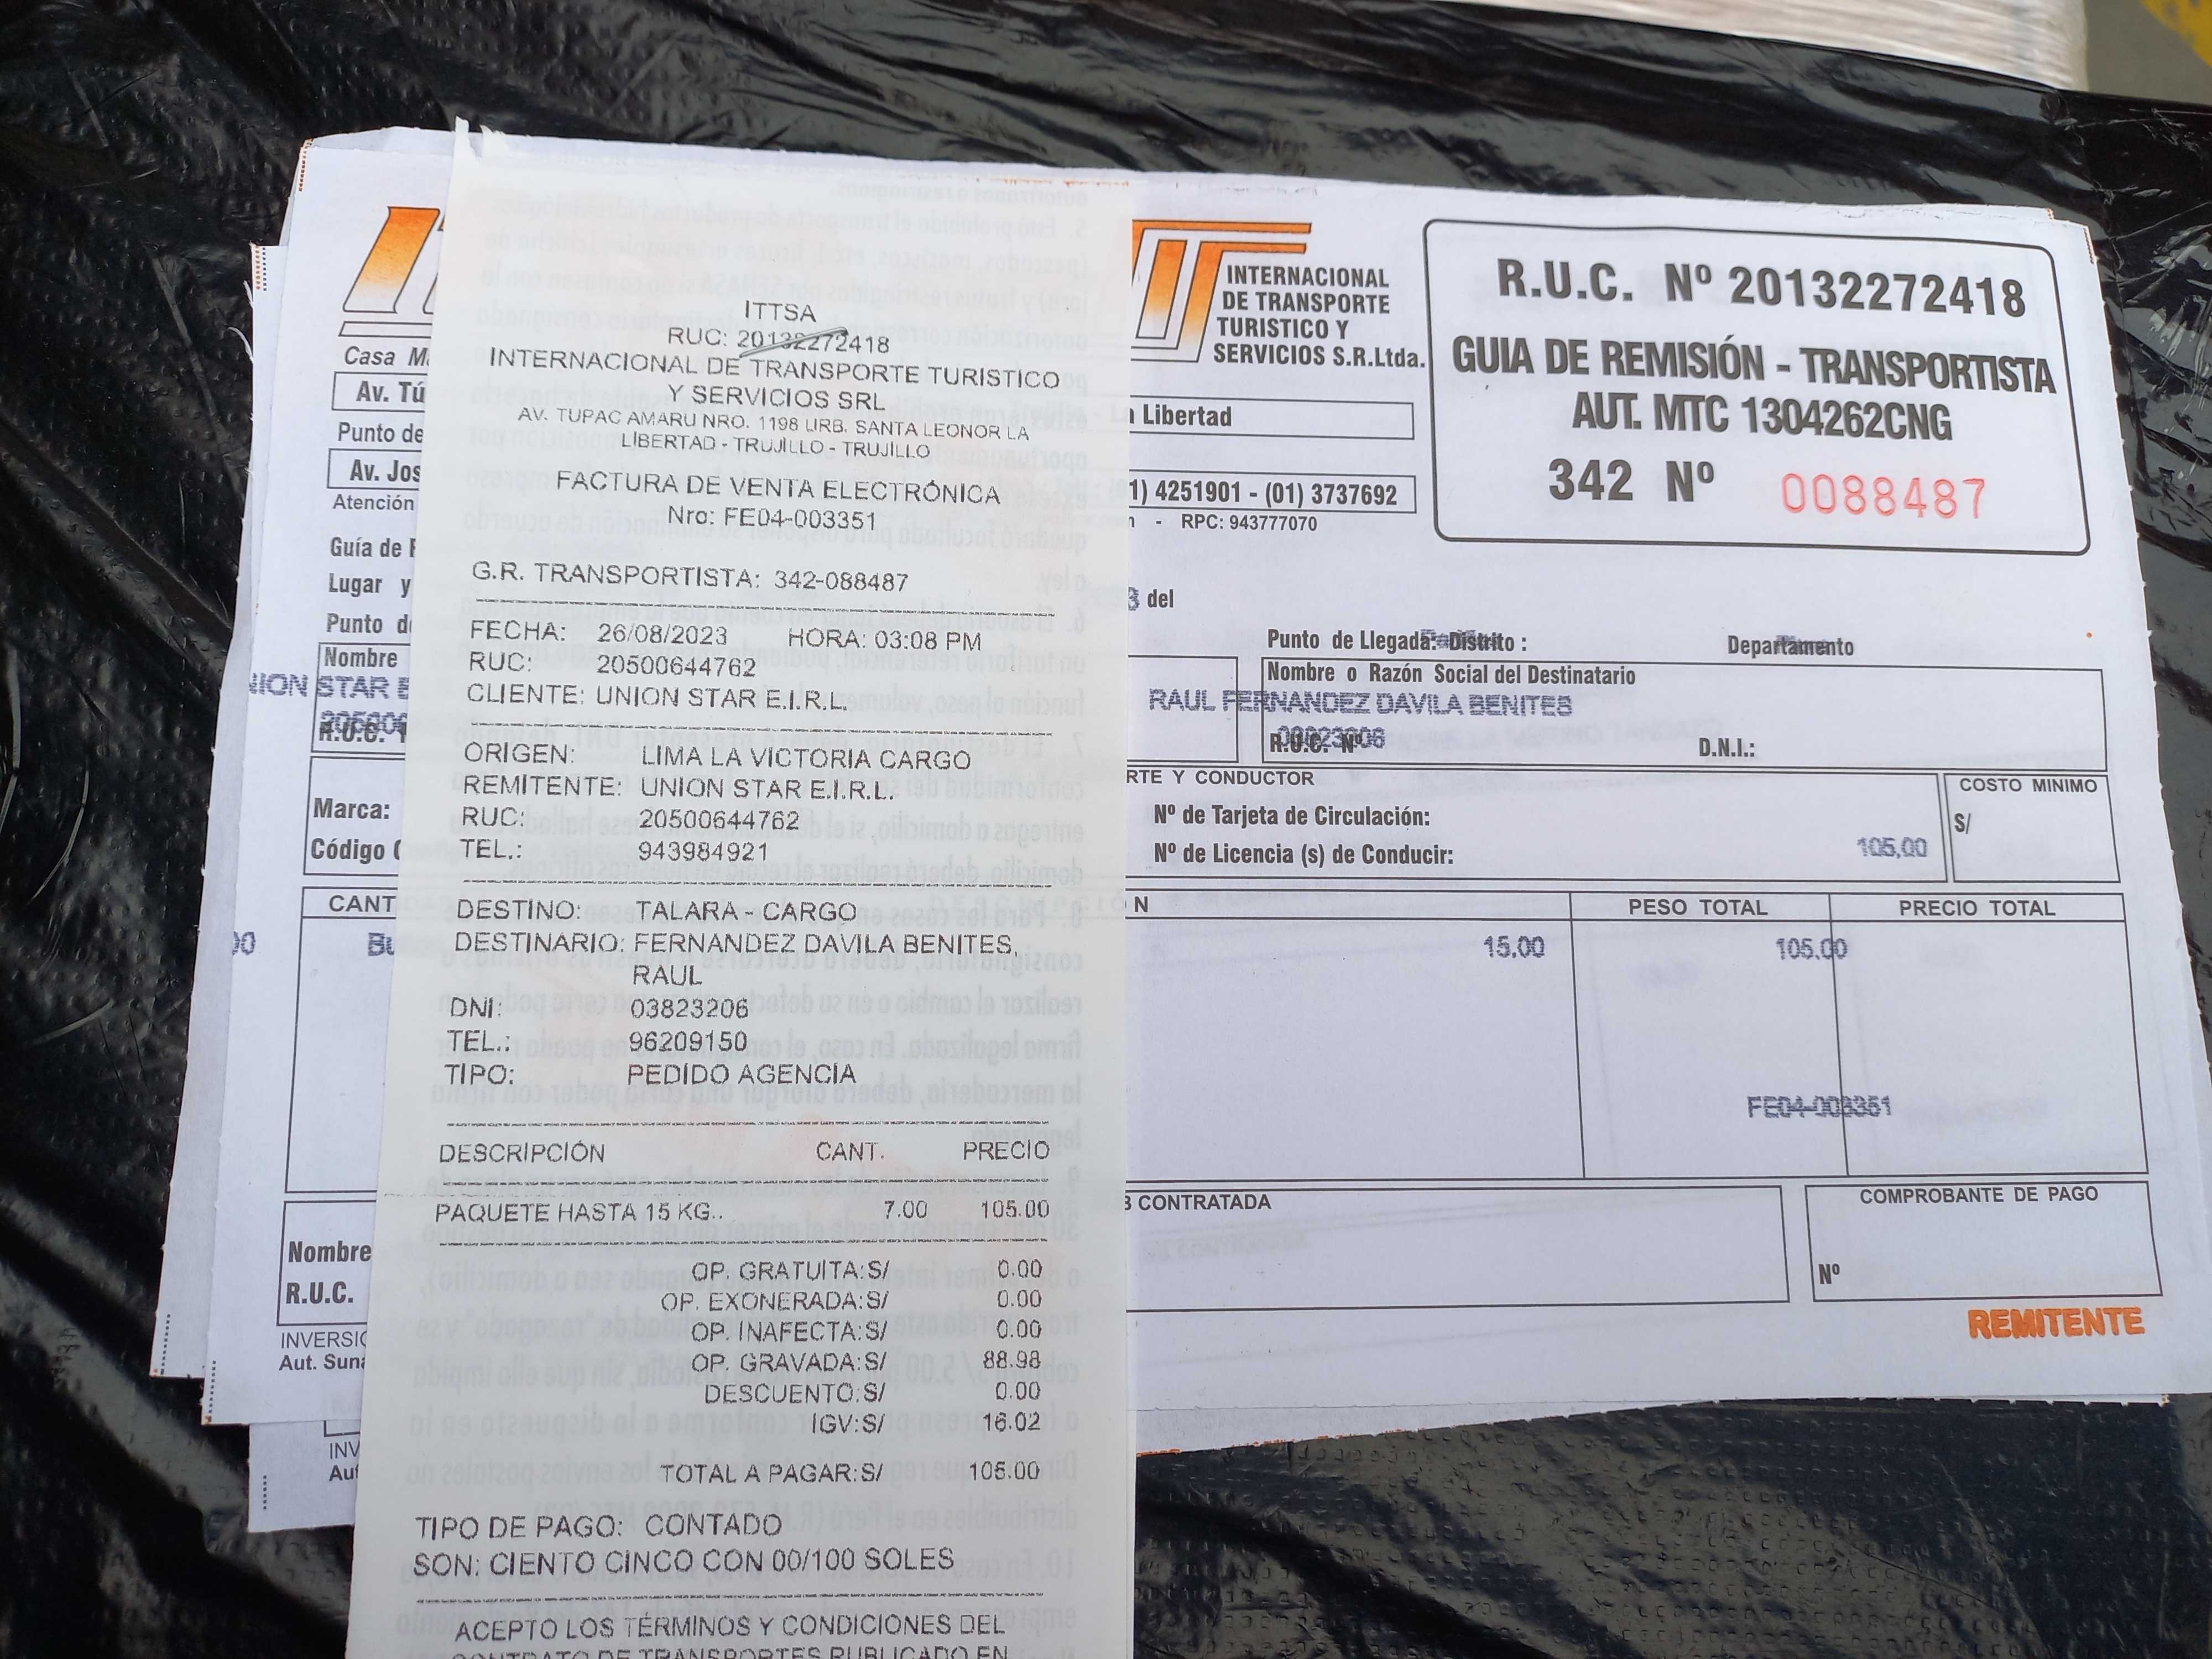 ITTSA
RUC: 20132272418
INTERNACIONAL DE TRANSPORTE TURISTICO
Y SERVICIOS SRL
AV. TUPAC AMARU NRO. 1198 URB. SANTA LEONOR LA
LIBERTAD - TRUJILLO - TRUJILLO
FACTURA DE VENTA ELECTRÓNICA
Nro: FE04-003351
G.R. TRANSPORTISTA: 342-088487
FECHA: 26/08/2023 HORA: 03:08 PM
RUC: 20500644762
CLIENTE: UNION STAR E.I.R.L.
ORIGEN: LIMA LA VICTORIA CARGO
REMITENTE: UNION STAR E.I.R.L.
RUC: 20500644762
TEL.: 943984921
DESTINO: TALARA - CARGO
DESTINARIO: FERNANDEZ DAVILA BENITES,
RAUL
DNI: 03823206
TEL.: 96209150
TIPO: PEDIDO AGENCIA
DESCRIPCIÓN CANT. PRECIO
PAQUETE HASTA 15 KG.. 7.00 105.00
OP. GRATUITA:S/ 0.00
OP. EXONERADA:S/ 0.00
OP. INAFECTA:S/ 0.00
OP. GRAVADA:S/ 88.98
DESCUENTO:S/ 0.00
IGV:S/ 16.02
TOTAL A PAGAR:S/ 105.00
TIPO DE PAGO: CONTADO
SON: CIENTO CINCO CON 00/100 SOLES
ACEPTO LOS TÉRMINOS Y CONDICIONES DEL
CONTRATO DE TRANSPORTES PUBLICADO EN
Casa
Av. Tú
Punto de
Av. Jos
Atención
Guía de
Lugar y
Punto
Nombre
STAR
Marca:
Código
CANT
Nombre
R.U.C.
Aut.
INTERNACIONAL
DE TRANSPORTE
TURISTICO Y
SERVICIOS S.R.Ltda.
R.U.C. Nº 20132272418
GUIA DE REMISIÓN - TRANSPORTISTA
AUT. MTC 1304262CNG
342 Nº 0088487
Libertad
1) 4251901 - (01) 3737692
- RPC: 943777070
del
Punto de Llegada: Distrito : Departamento
Nombre o Razón Social del Destinatario
RAUL FERNANDEZ DAVILA BENITES
R.U.C. Nº D.N.I.:
RTE Y CONDUCTOR COSTO MINIMO
Nº de Tarjeta de Circulación: S/
Nº de Licencia (s) de Conducir: 105,00
N PESO TOTAL PRECIO TOTAL
15,00 105.00
FE04-003351
CONTRATADA COMPROBANTE DE PAGO
Nº
REMITENTE